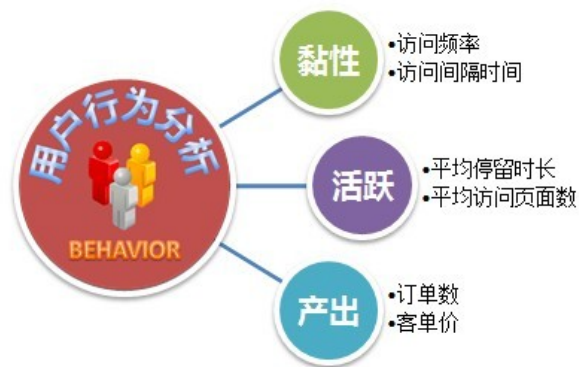 用户行为分析
BEHAVIOR
黏性
•访问频率
•访问间隔时间
活跃
•平均停留时长
•平均访问页面数
产出
•订单数
•客单价